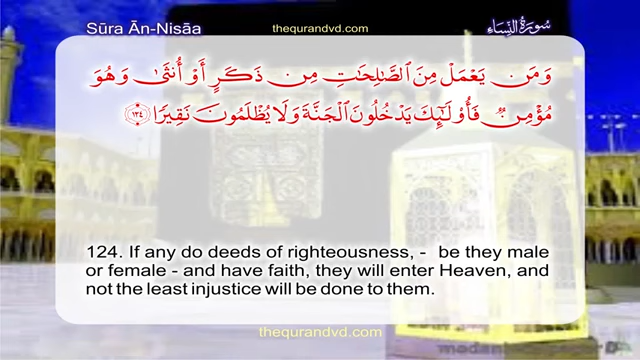 Sūra Ān-Nisāa
thequrandvd.com
سُورَةُ النِّسَاءِ
وَمَن يَعْمَلْ مِنَ ٱلصَّـٰلِحَـٰتِ مِن ذَكَرٍ أَوْ أُنثَىٰ وَهُوَ
مُؤْمِنٌ فَأُو۟لَـٰٓئِكَ يَدْخُلُونَ ٱلْجَنَّةَ وَلَا يُظْلَمُونَ نَقِيرًا ١٢٤
124. If any do deeds of righteousness, - be they male
or female - and have faith, they will enter Heaven, and
not the least injustice will be done to them.
thequrandvd.com